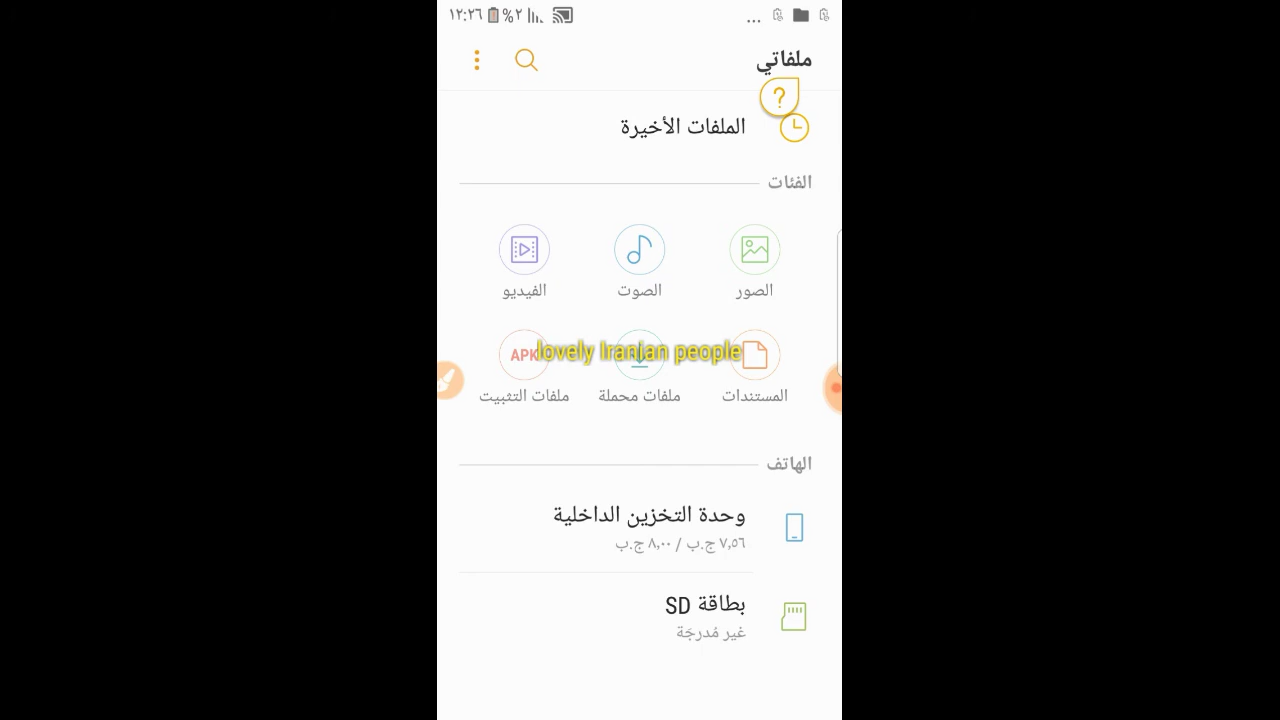 ١٢:٢٦ %٢ ...
ملفاتي
?
الملفات الأخيرة
الفئات
الصور الصوت الفيديو
APK
lovely Iranian people
المستندات ملفات محملة ملفات التثبيت
الهاتف
وحدة التخزين الداخلية
٧,٥٦ ج.ب / ٨,٠٠ ج.ب
بطاقة SD
غير مُدرجَة